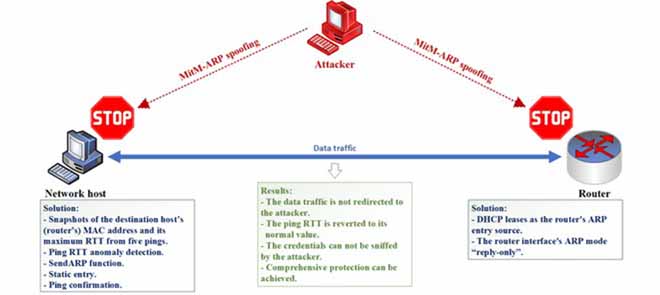 MitM-ARP spoofing
Attacker
MitM-ARP spoofing
STOP
STOP
Data traffic
Network host
Router
Solution:
- Snapshots of the destination host's
(router's) MAC address and its
maximum RTT from five pings.
- Ping RTT anomaly detection.
- SendARP function.
- Static entry.
- Ping confirmation.
Results:
- The data traffic is not redirected to
the attacker.
- The ping RTT is reverted to its
normal value.
- The credentials can not be sniffed
by the attacker.
- Comprehensive protection can be
achieved.
Solution:
- DHCP leases as the router's ARP
entry source.
- The router interface's ARP mode
"reply-only".